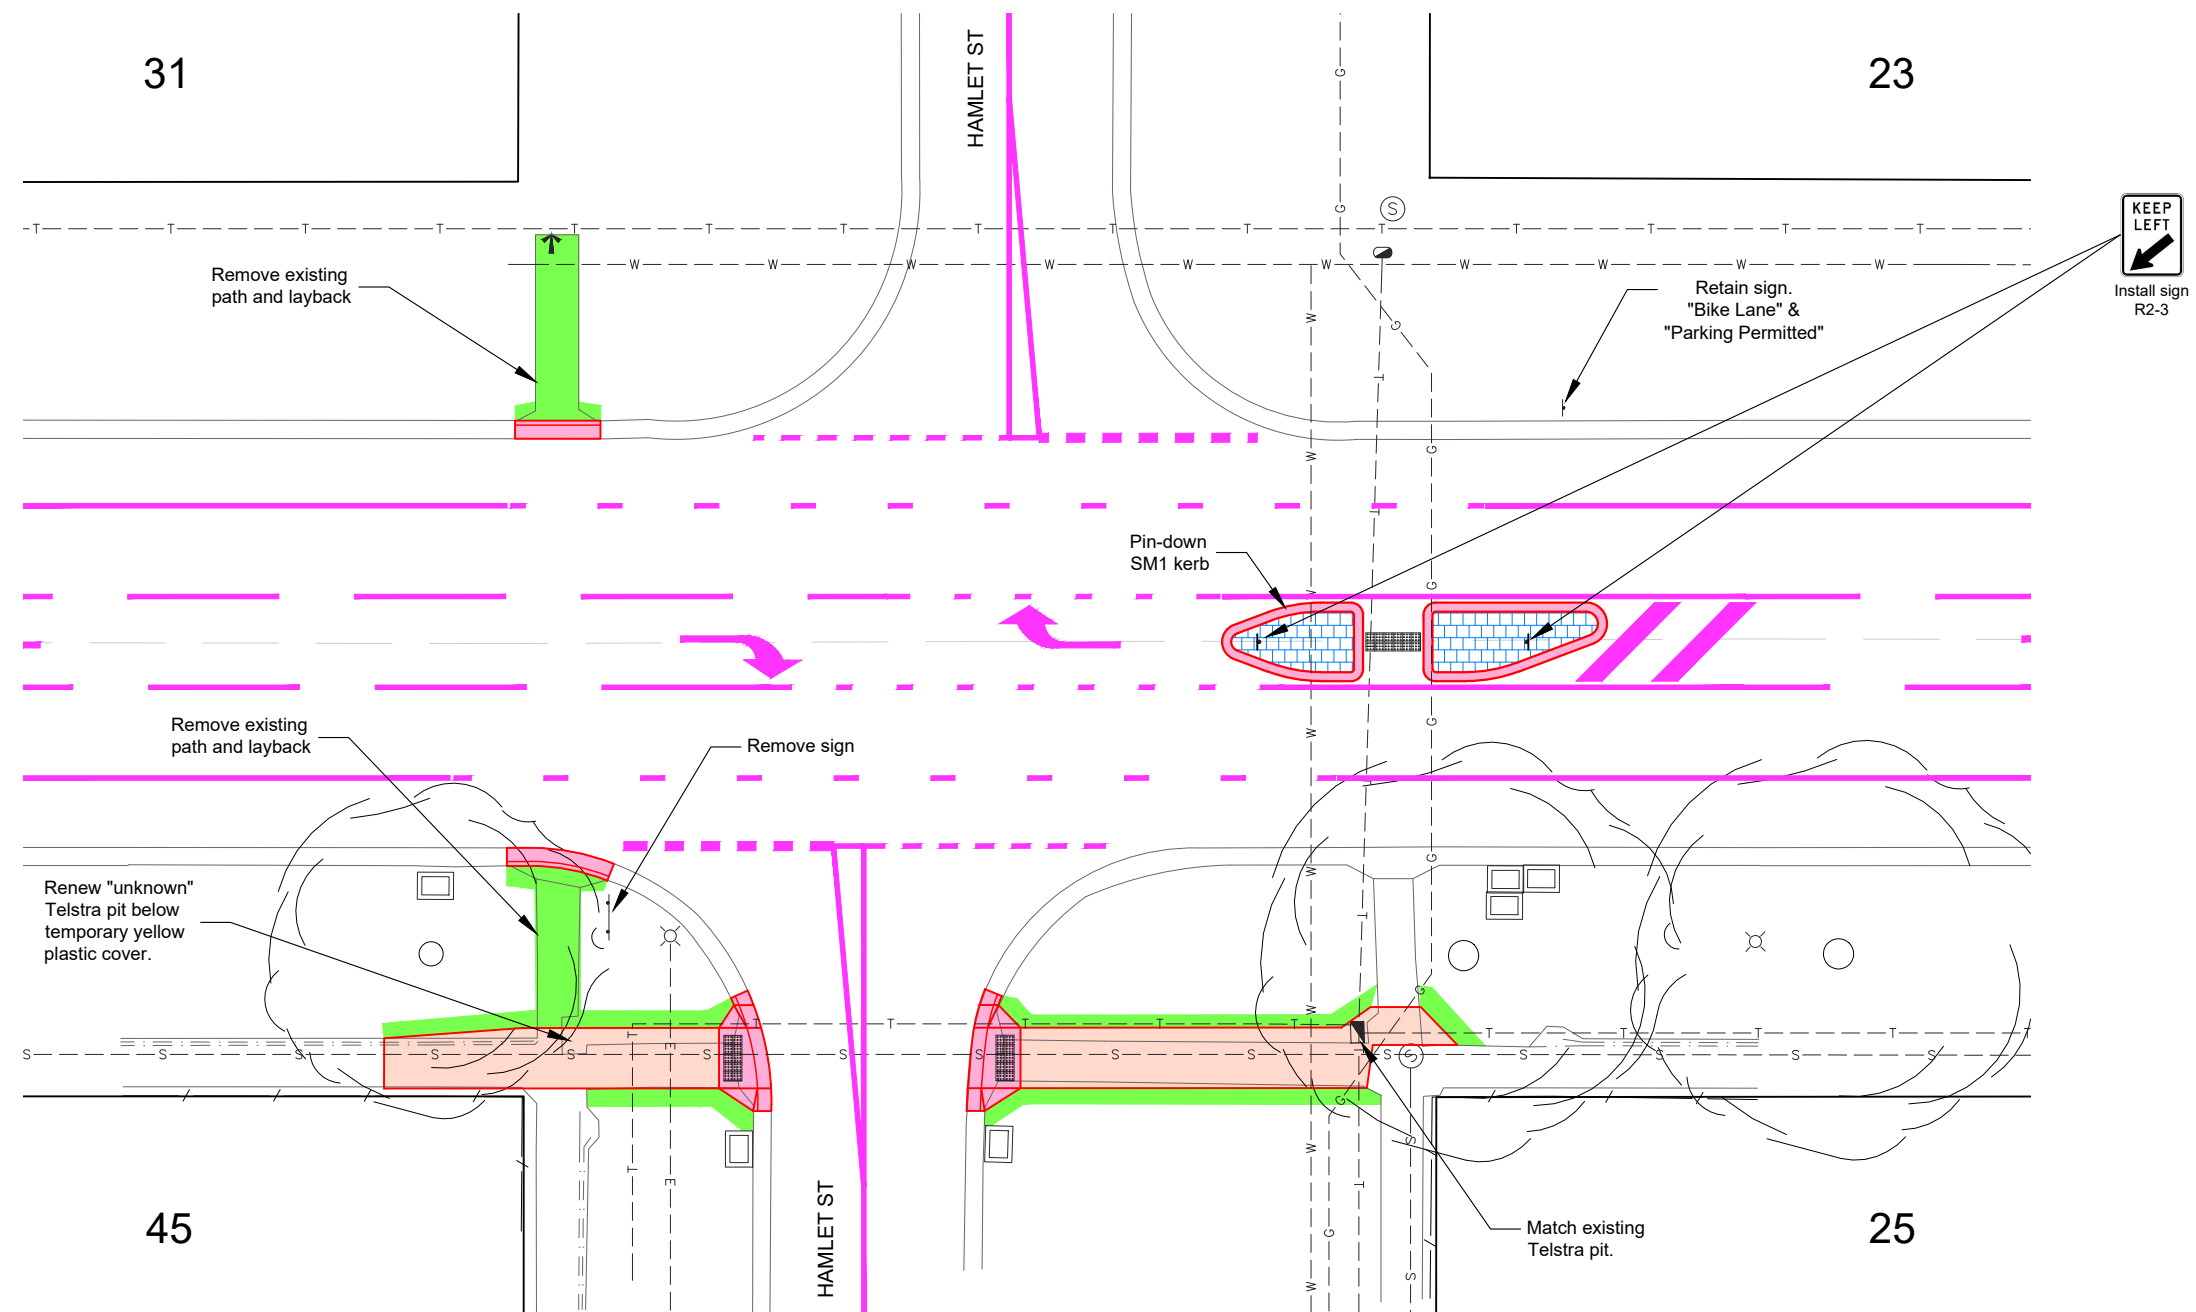 31
HAMLET ST
23
KEEP
LEFT
Install sign
R2-3
Remove existing
path and layback
Retain sign.
"Bike Lane" &
"Parking Permitted"
Pin-down
SM1 kerb
Remove existing
path and layback
Remove sign
Renew "unknown"
Telstra pit below
temporary yellow
plastic cover.
45
HAMLET ST
Match existing
Telstra pit.
25